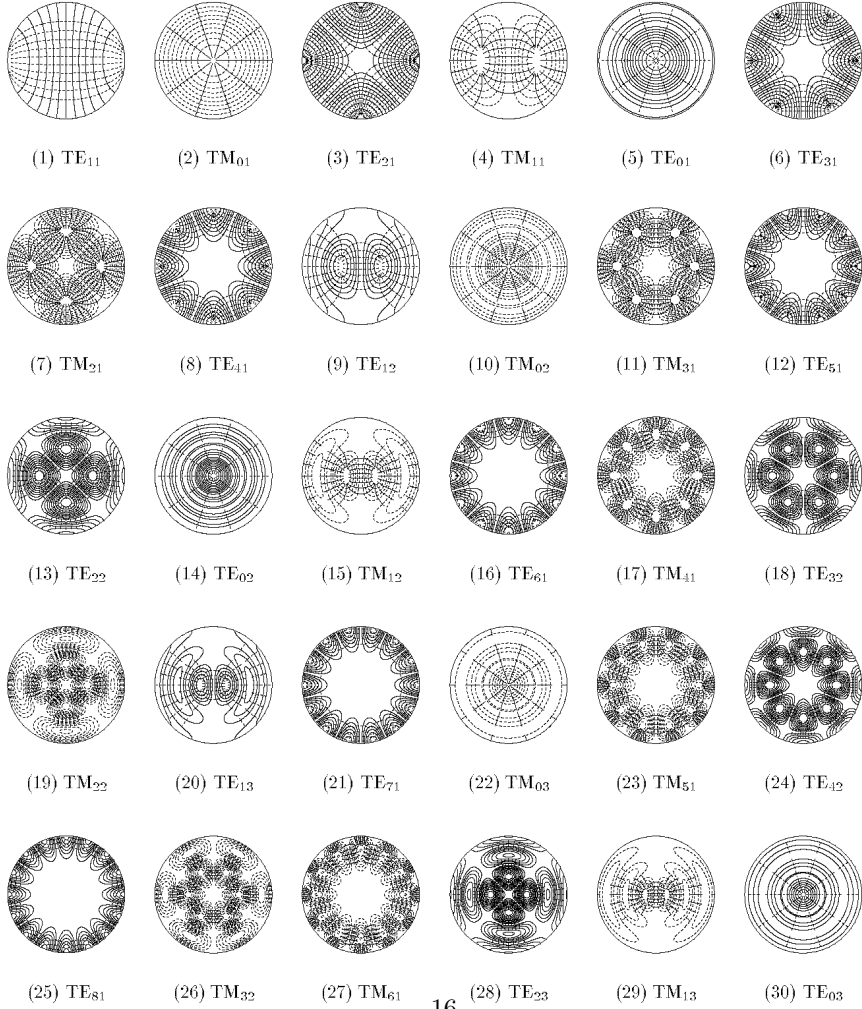 (1) TE₁₁ (2) TM₀₁ (3) TE₂₁ (4) TM₁₁ (5) TE₀₁ (6) TE₃₁
(7) TM₂₁ (8) TE₄₁ (9) TE₁₂ (10) TM₀₂ (11) TM₃₁ (12) TE₅₁
(13) TE₂₂ (14) TE₀₂ (15) TM₁₂ (16) TE₆₁ (17) TM₄₁ (18) TE₃₂
(19) TM₂₂ (20) TE₁₃ (21) TE₇₁ (22) TM₀₃ (23) TM₅₁ (24) TE₄₂
(25) TE₈₁ (26) TM₃₂ (27) TM₆₁ (28) TE₂₃ (29) TM₁₃ (30) TE₀₃
16